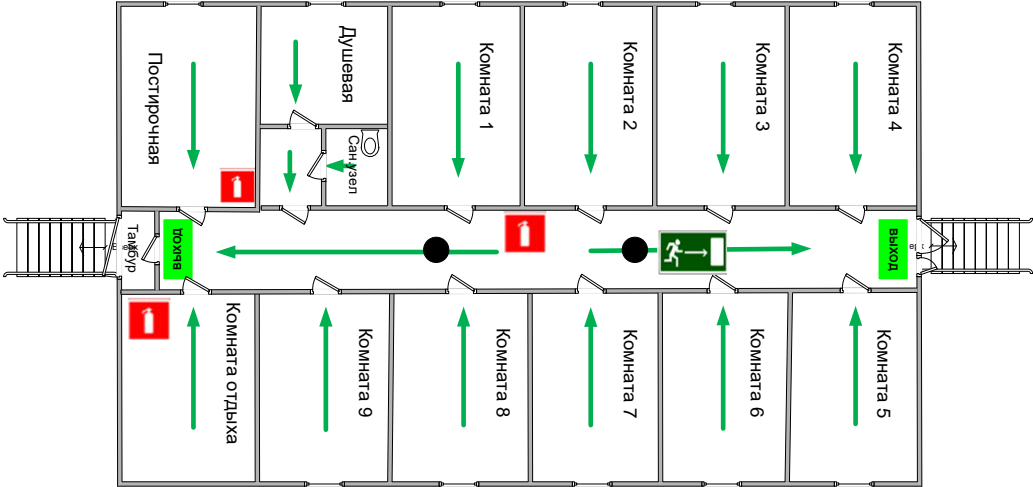 Постирочная
Душевая
Комната 1
Комната 2
Комната 3
Комната 4
Сан узел
Тамбур
выход
выход
Комната отдыха
Комната 9
Комната 8
Комната 7
Комната 6
Комната 5